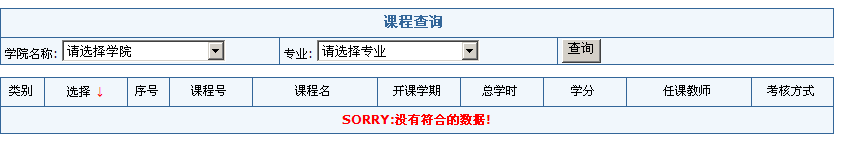 课程查询
学院名称: 请选择学院 专业: 请选择专业 查询
类别 选择 ↓ 序号 课程号 课程名 开课学期 总学时 学分 任课教师 考核方式
SORRY:没有符合的数据!